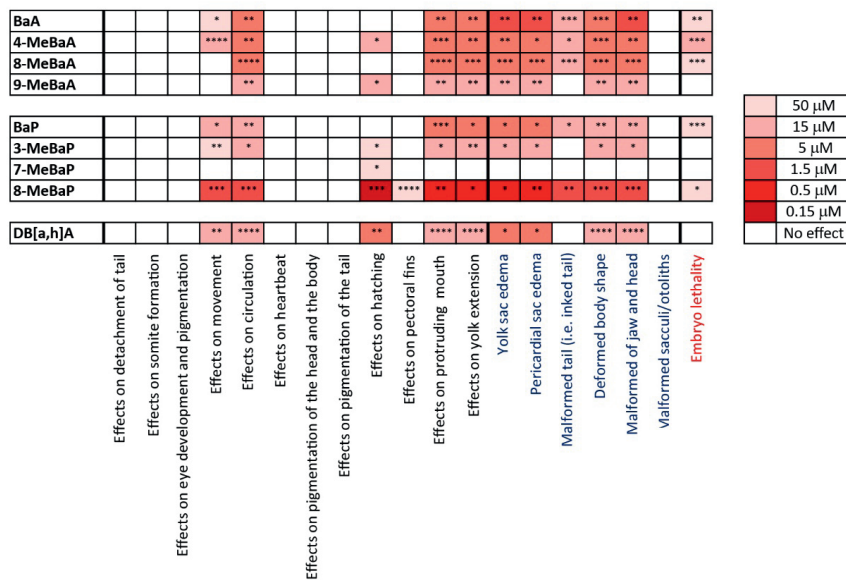 BaA * ** ** ** ** ** *** *** ** **
4-MeBaA **** ** * *** ** ** * * *** ** ***
8-MeBaA **** **** *** *** *** *** *** *** ***
9-MeBaA ** * ** ** ** ** ** **
BaP * ** *** * * * * ** ** ***
3-MeBaP ** * * * ** * * * *
7-MeBaP *
8-MeBaP *** *** *** **** ** * * ** ** *** *** *
DB[a,h]A ** **** ** **** **** * * **** ****
50 μM
15 μM
5 μM
1.5 μM
0.5 μM
0.15 μM
No effect
Effects on detachment of tail
Effects on somite formation
Effects on eye development and pigmentation
Effects on movement
Effects on circulation
Effects on heartbeat
Effects on pigmentation of the head and the body
Effects on pigmentation of the tail
Effects on hatching
Effects on pectoral fins
Effects on protruding mouth
Effects on yolk extension
Yolk sac edema
Pericardial sac edema
Malformed tail (i.e. inked tail)
Deformed body shape
Malformed of jaw and head
Malformed sacculi/otoliths
Embryo lethality